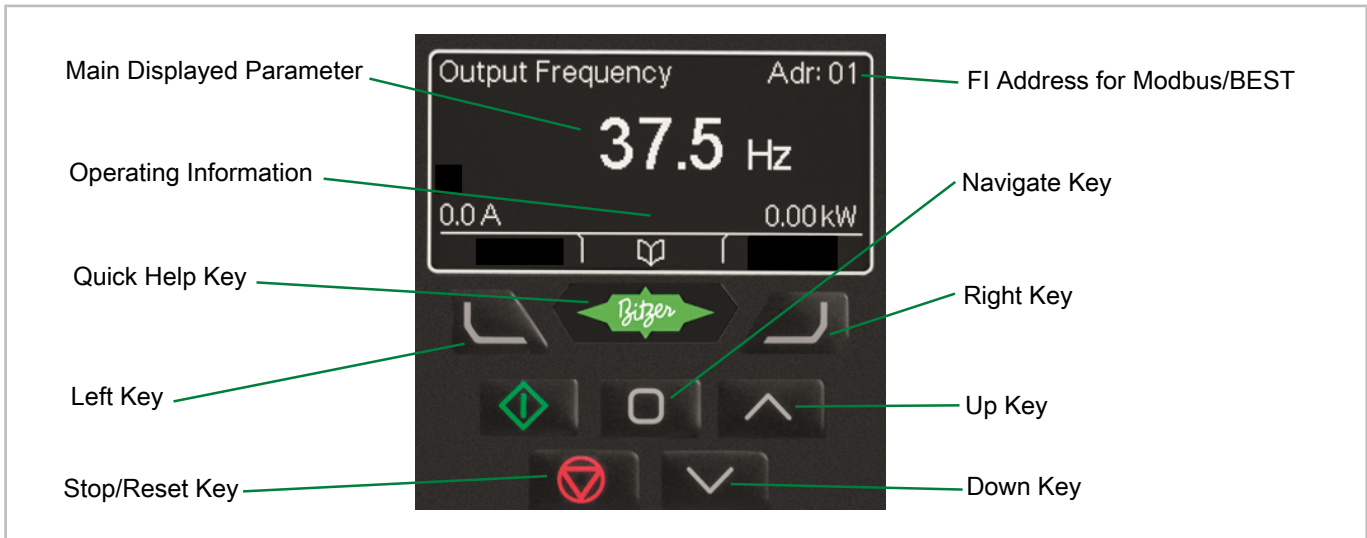 Main Displayed Parameter
Output Frequency Adr: 01
FI Address for Modbus/BEST
37.5 Hz
Operating Information
Navigate Key
0.0 A 0.00 kW
Quick Help Key
Bitzer
Right Key
Left Key
Up Key
Stop/Reset Key
Down Key